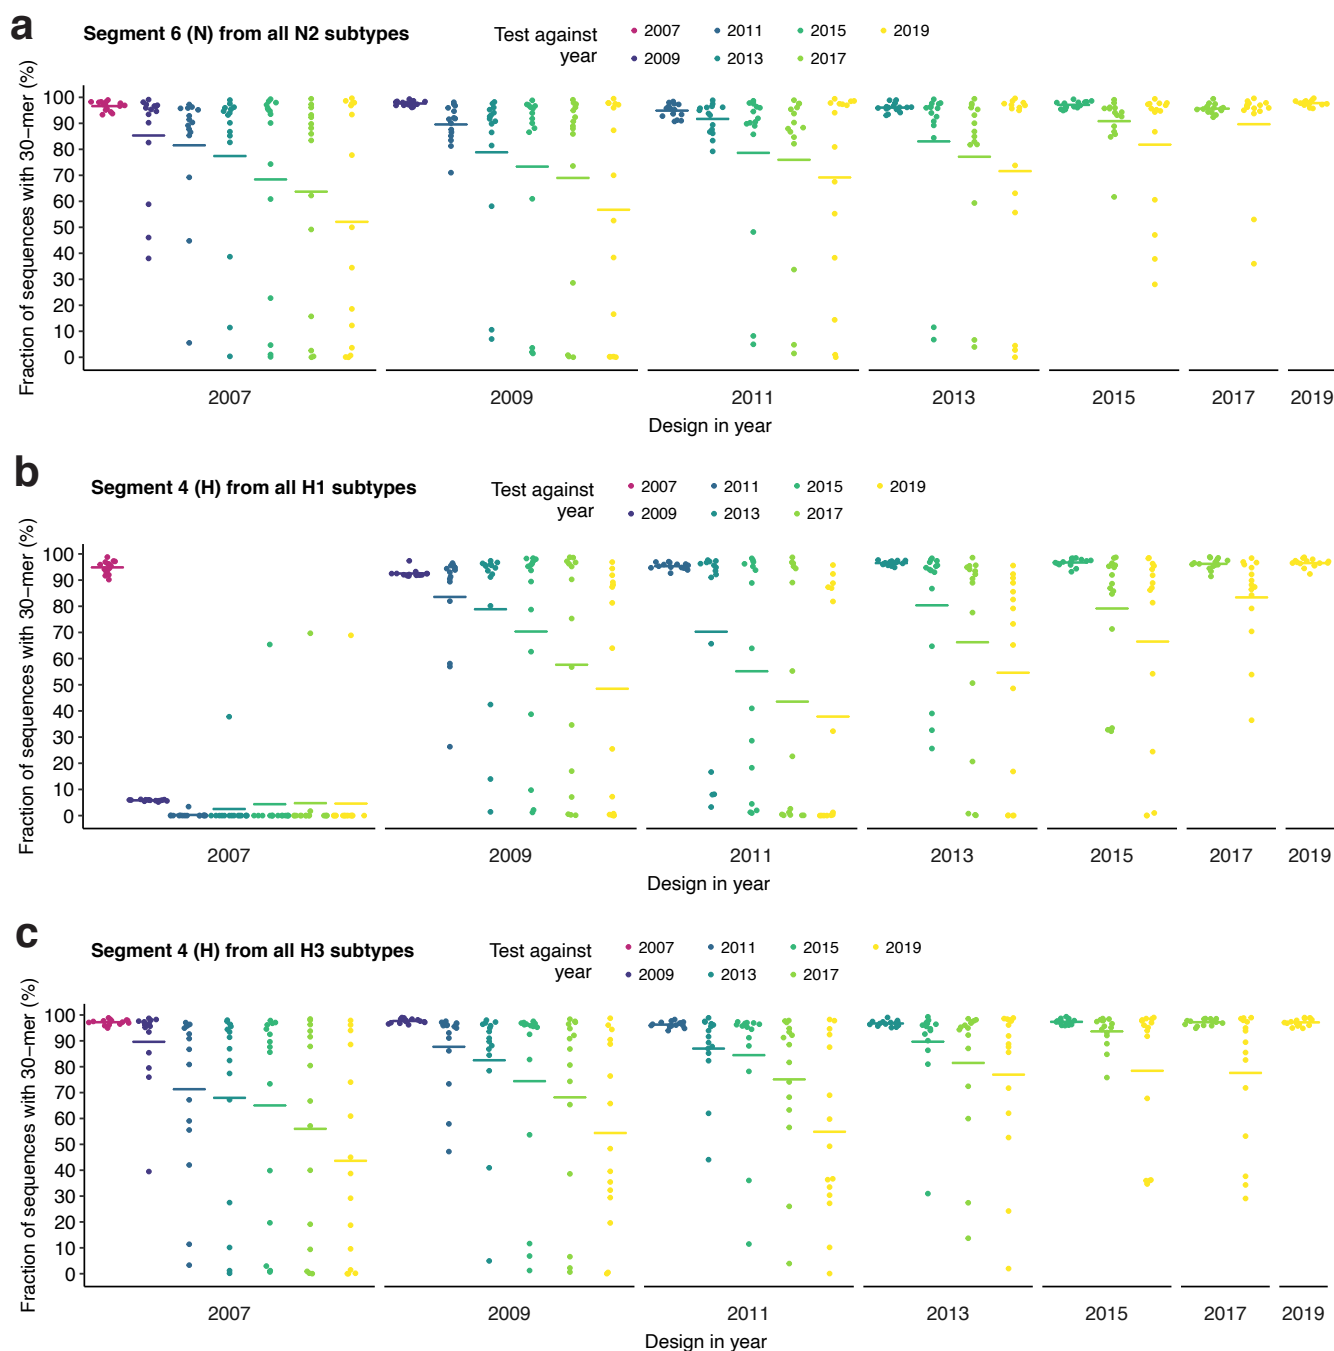 a
Segment 6 (N) from all N2 subtypes
Test against year
2007 2011 2015 2019
2009 2013 2017
Fraction of sequences with 30−mer (%)
100
90
80
70
60
50
40
30
20
10
0
2007 2009 2011 2013 2015 2017 2019
Design in year
b
Segment 4 (H) from all H1 subtypes
Test against year
2007 2011 2015 2019
2009 2013 2017
Fraction of sequences with 30−mer (%)
100
90
80
70
60
50
40
30
20
10
0
2007 2009 2011 2013 2015 2017 2019
Design in year
c
Segment 4 (H) from all H3 subtypes
Test against year
2007 2011 2015 2019
2009 2013 2017
Fraction of sequences with 30−mer (%)
100
90
80
70
60
50
40
30
20
10
0
2007 2009 2011 2013 2015 2017 2019
Design in year